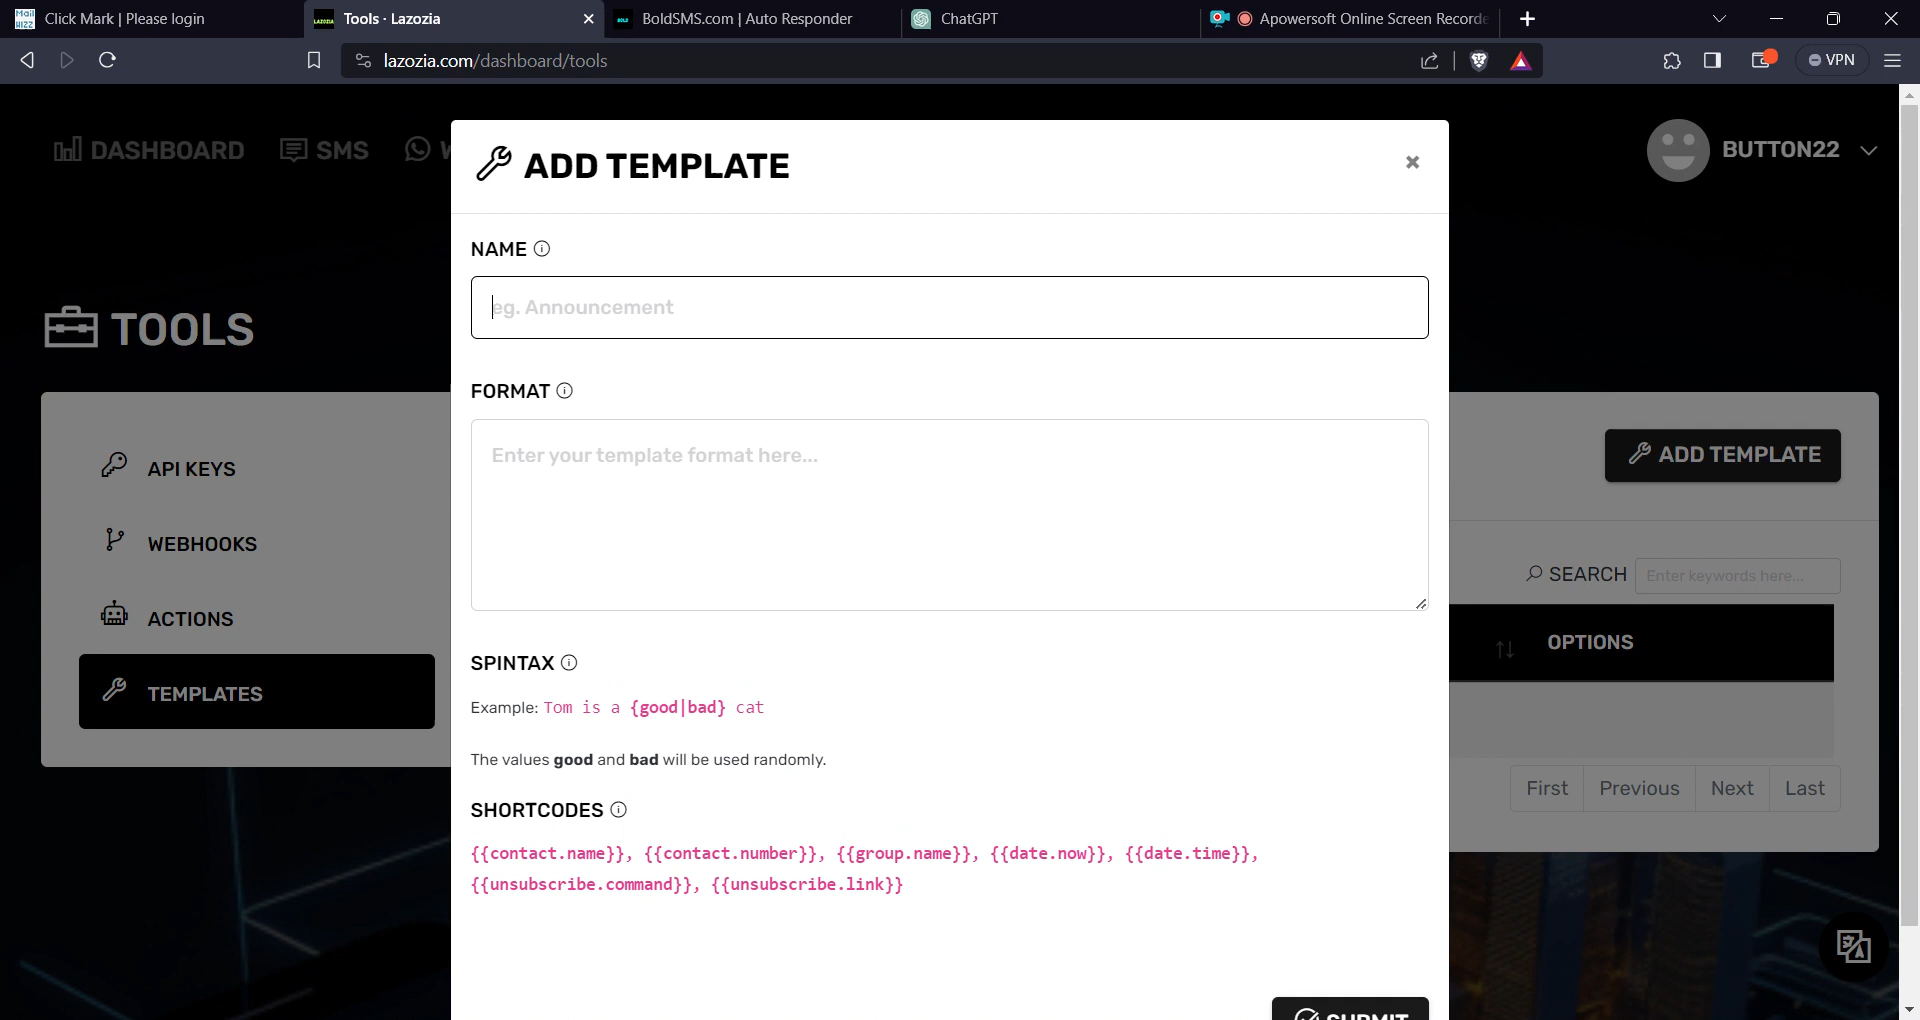 Click Mark | Please login
Tools · Lazozia
BoldSMS.com | Auto Responder
ChatGPT
Apowersoft Online Screen Recorde
lazozia.com/dashboard/tools
VPN
DASHBOARD
SMS
W
ADD TEMPLATE
BUTTON22
NAME
eg. Announcement
TOOLS
FORMAT
Enter your template format here...
API KEYS
WEBHOOKS
ACTIONS
TEMPLATES
ADD TEMPLATE
SEARCH
Enter keywords here...
OPTIONS
First
Previous
Next
Last
SPINTAX
Example: Tom is a {good|bad} cat
The values good and bad will be used randomly.
SHORTCODES
{{contact.name}}, {{contact.number}}, {{group.name}}, {{date.now}}, {{date.time}},
{{unsubscribe.command}}, {{unsubscribe.link}}
SUBMIT